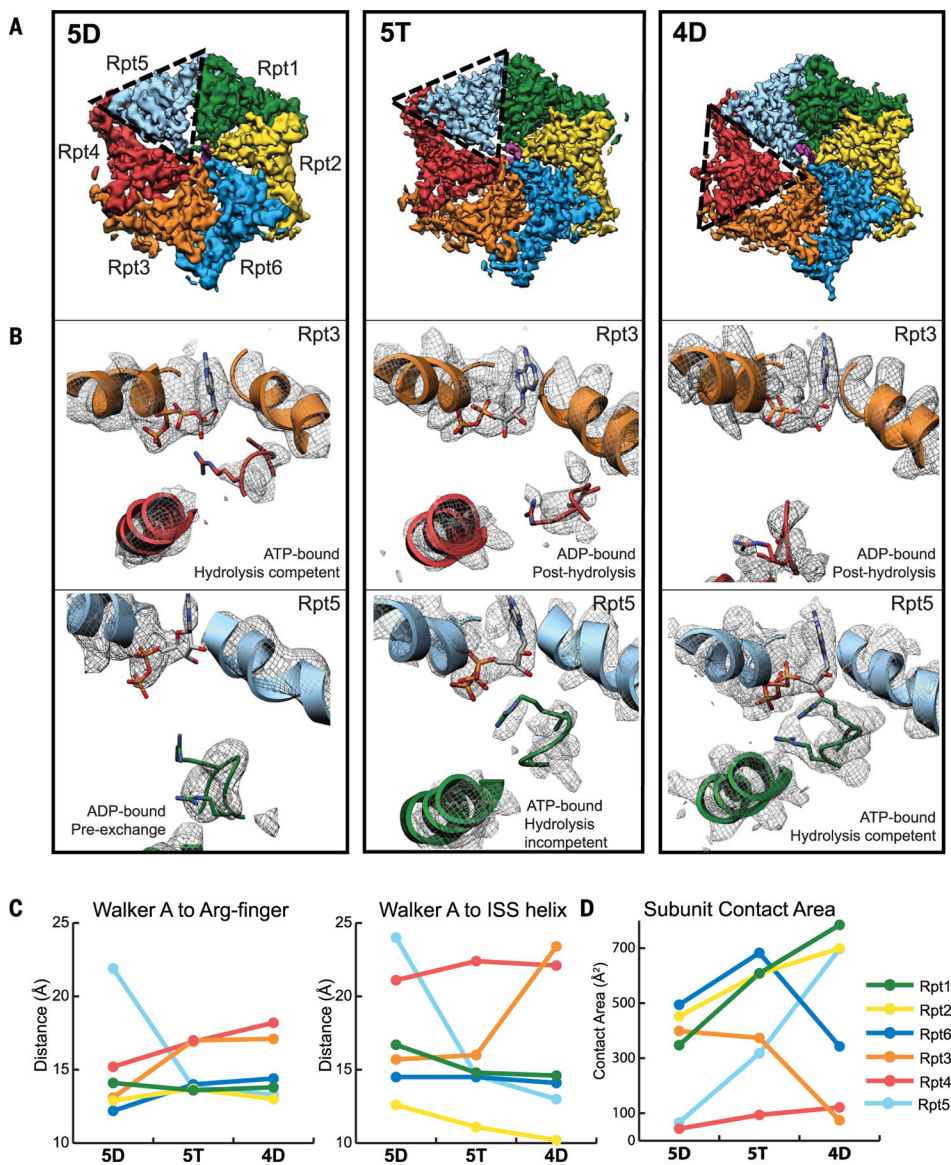 A
5D
5T
4D
Rpt5
Rpt1
Rpt4
Rpt2
Rpt3
Rpt6
B
Rpt3
Rpt3
Rpt3
ATP-bound
Hydrolysis competent
ADP-bound
Post-hydrolysis
ADP-bound
Post-hydrolysis
Rpt5
Rpt5
Rpt5
ADP-bound
Pre-exchange
ATP-bound
Hydrolysis
incompetent
ATP-bound
Hydrolysis competent
C
Walker A to Arg-finger
Distance (Å)
25
20
15
10
5D 5T 4D
Walker A to ISS helix
Distance (Å)
25
20
15
10
5D 5T 4D
D
Subunit Contact Area
Contact Area (Å²)
700
500
300
100
0
5D 5T 4D
Rpt1
Rpt2
Rpt6
Rpt3
Rpt4
Rpt5